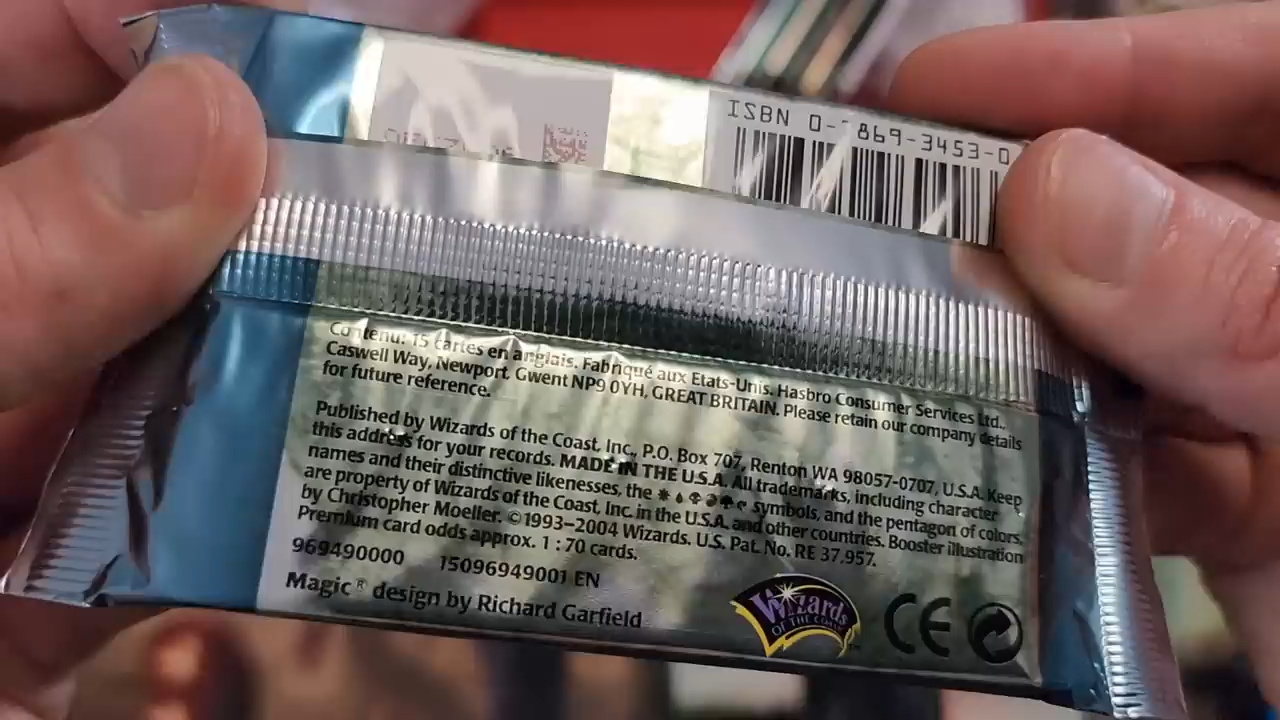 ISBN 0-7869-3453-0
Contenu: 15 cartes en anglais. Fabriqué aux Etats-Unis. Hasbro Consumer Services Ltd.,
Caswell Way, Newport, Gwent NP9 0YH, GREAT BRITAIN. Please retain our company details
for future reference.
Published by Wizards of the Coast, Inc., P.O. Box 707, Renton WA 98057-0707, U.S.A. Keep
this address for your records. MADE IN THE U.S.A. All trademarks, including character
names and their distinctive likenesses, the symbols, and the pentagon of colors,
are property of Wizards of the Coast, Inc. in the U.S.A. and other countries. Booster illustration
by Christopher Moeller. ©1993–2004 Wizards. U.S. Pat. No. RE 37,957.
Premium card odds approx. 1 : 70 cards.
969490000 15096949001 EN
Magic® design by Richard Garfield
Wizards
OF THE COAST
CE